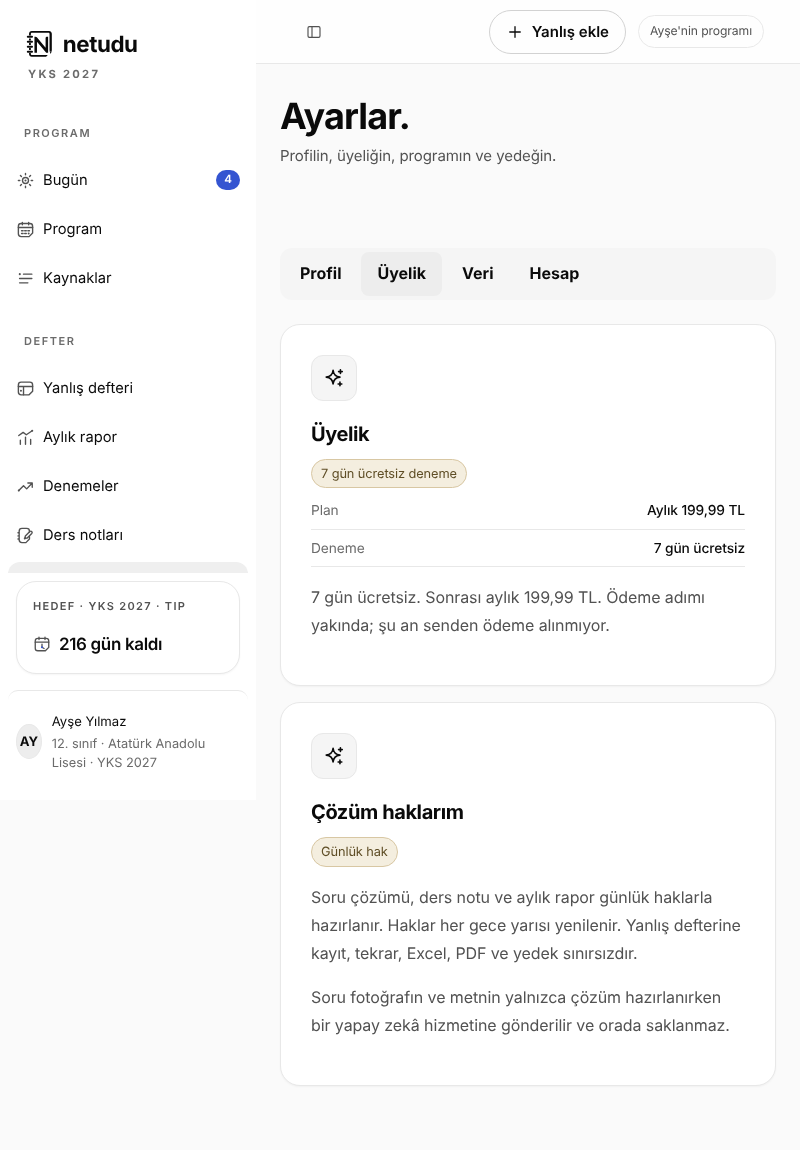 netudu
YKS 2027
PROGRAM
Bugün 4
Program
Kaynaklar
DEFTER
Yanlış defteri
Aylık rapor
Denemeler
Ders notları
HEDEF · YKS 2027 · TIP
216 gün kaldı
AY
Ayşe Yılmaz
12. sınıf · Atatürk Anadolu
Lisesi · YKS 2027
Yanlış ekle
Ayşe'nin programı
Ayarlar.
Profilin, üyeliğin, programın ve yedeğin.
Profil Üyelik Veri Hesap
Üyelik
7 gün ücretsiz deneme
Plan Aylık 199,99 TL
Deneme 7 gün ücretsiz
7 gün ücretsiz. Sonrası aylık 199,99 TL. Ödeme adımı
yakında; şu an senden ödeme alınmıyor.
Çözüm haklarım
Günlük hak
Soru çözümü, ders notu ve aylık rapor günlük haklarla
hazırlanır. Haklar her gece yarısı yenilenir. Yanlış defterine
kayıt, tekrar, Excel, PDF ve yedek sınırsızdır.
Soru fotoğrafın ve metnin yalnızca çözüm hazırlanırken
bir yapay zekâ hizmetine gönderilir ve orada saklanmaz.